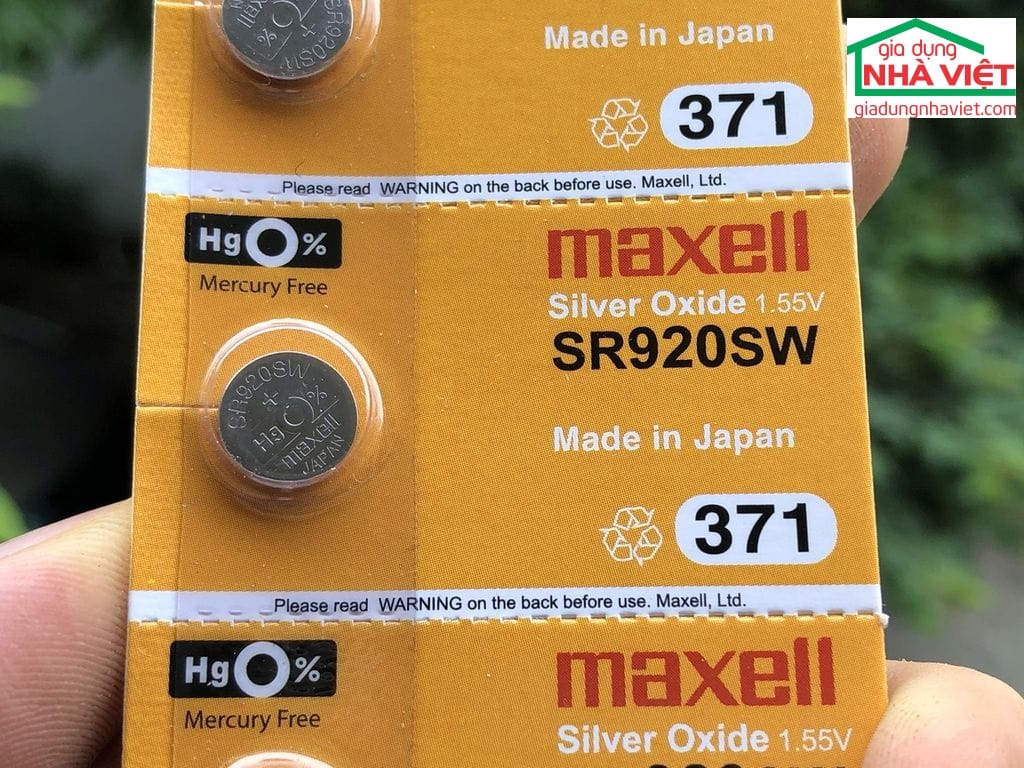 SR920SW
maxell
%
Made in Japan
371
gia dụng
NHÀ VIỆT
giadungnhaviet.com
Please read WARNING on the back before use. Maxell, Ltd.
Hg0%
Mercury Free
maxell
Silver Oxide 1.55V
SR920SW
SR920SW
+
Hg0%
maxell
JAPAN
Made in Japan
371
Please read WARNING on the back before use. Maxell, Ltd.
Hg0%
Mercury Free
maxell
Silver Oxide 1.55V